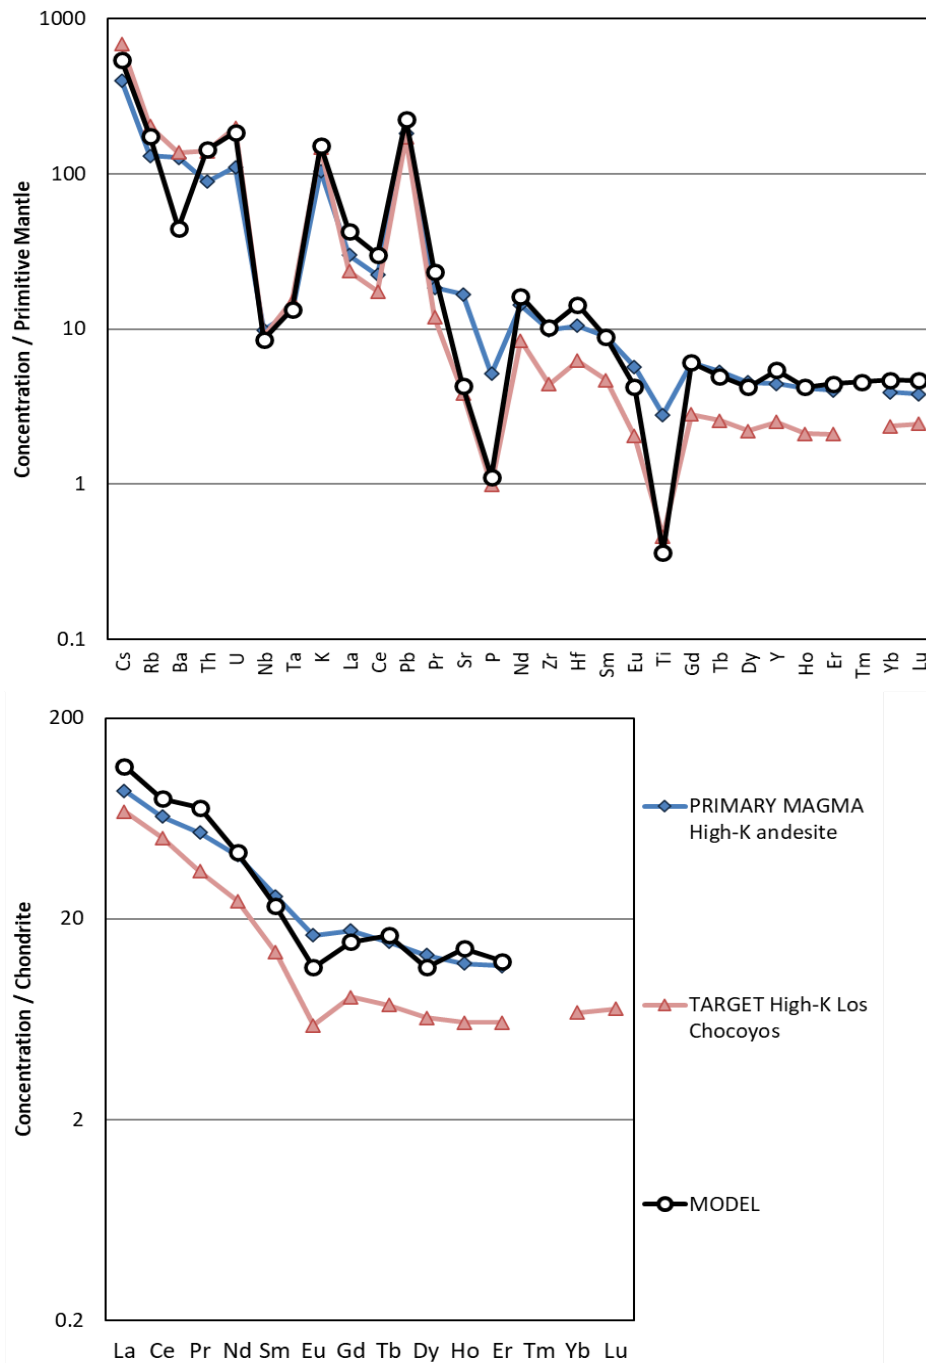 1000
100
10
1
0.1
Concentration / Primitive Mantle
Cs Rb Ba Th U Nb Ta K La Ce Pb Pr Sr P Nd Zr Hf Sm Eu Ti Gd Tb Dy Y Ho Er Tm Yb Lu
200
20
2
0.2
Concentration / Chondrite
La Ce Pr Nd Sm Eu Gd Tb Dy Ho Er Tm Yb Lu
PRIMARY MAGMA
High-K andesite
TARGET High-K Los
Chocoyos
MODEL